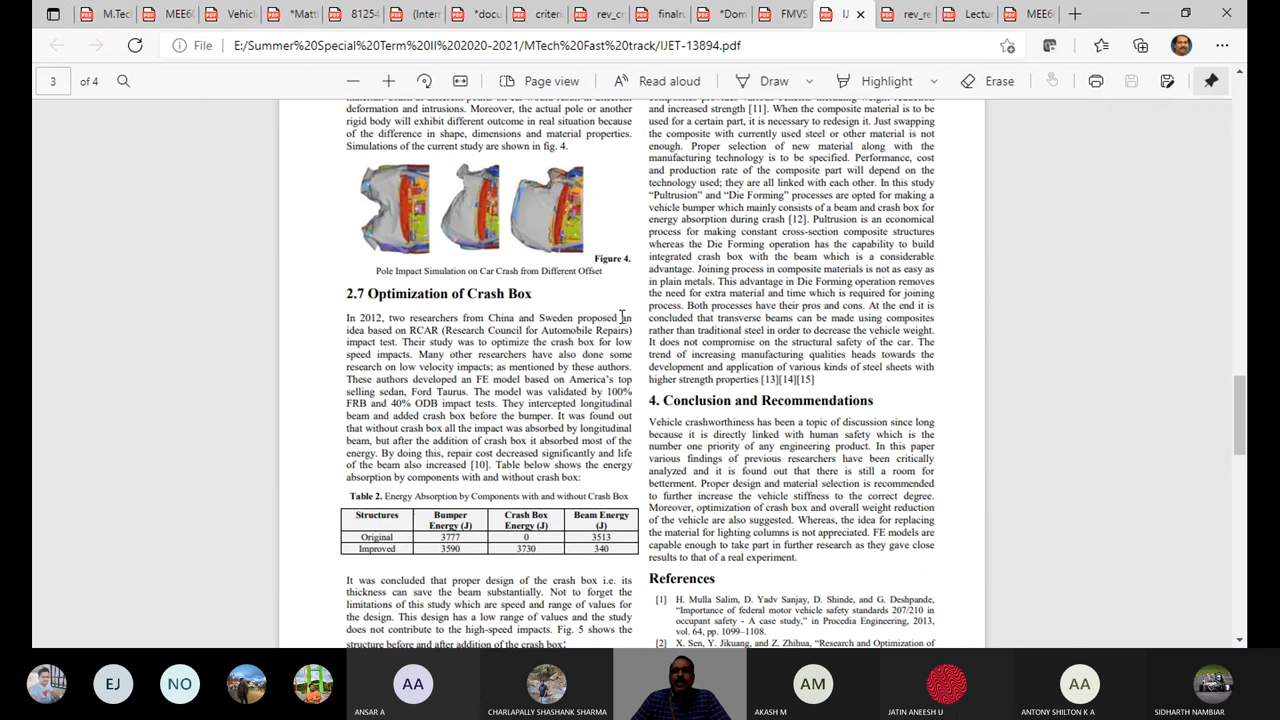 M.Tec
MEE60
Vehicl
*Matt
81254
(Inter
*docu
criteri
rev_cr
finalru
*Dom
FMVS
IJ
rev_re
Lectu
MEE60
File
E:/Summer%20Special%20Term%20II%202020-2021/MTech%20Fast%20track/IJET-13894.pdf
3 of 4
Page view
Read aloud
Draw
Highlight
Erase
deformation and intrusions. Moreover, the actual pole or another
rigid body will exhibit different outcome in real situation because
of the difference in shape, dimensions and material properties.
Simulations of the current study are shown in fig. 4.
Figure 4.
Pole Impact Simulation on Car Crash from Different Offset
2.7 Optimization of Crash Box
In 2012, two researchers from China and Sweden proposed an
idea based on RCAR (Research Council for Automobile Repairs)
impact test. Their study was to optimize the crash box for low
speed impacts. Many other researchers have also done some
research on low velocity impacts; as mentioned by these authors.
These authors developed an FE model based on America's top
selling sedan, Ford Taurus. The model was validated by 100%
FRB and 40% ODB impact tests. They intercepted longitudinal
beam and added crash box before the bumper. It was found out
that without crash box all the impact was absorbed by longitudinal
beam, but after the addition of crash box it absorbed most of the
energy. By doing this, repair cost decreased significantly and life
of the beam also increased [10]. Table below shows the energy
absorption by components with and without crash box:
Table 2. Energy Absorption by Components with and without Crash Box
Structures Bumper Energy (J) Crash Box Energy (J) Beam Energy (J)
Original 3777 0 3513
Improved 3590 3730 340
It was concluded that proper design of the crash box i.e. its
thickness can save the beam substantially. Not to forget the
limitations of this study which are speed and range of values for
the design. This design has a low range of values and the study
does not contribute to the high-speed impacts. Fig. 5 shows the
structure before and after addition of the crash box:
and increased strength [11]. When the composite material is to be
used for a certain part, it is necessary to redesign it. Just swapping
the composite with currently used steel or other material is not
enough. Proper selection of new material along with the
manufacturing technology is to be specified. Performance, cost
and production rate of the composite part will depend on the
technology used; they are all linked with each other. In this study
“Pultrusion” and “Die Forming” processes are opted for making a
vehicle bumper which mainly consists of a beam and crash box for
energy absorption during crash [12]. Pultrusion is an economical
process for making constant cross-section composite structures
whereas the Die Forming operation has the capability to build
integrated crash box with the beam which is a considerable
advantage. Joining process in composite materials is not as easy as
in plain metals. This advantage in Die Forming operation removes
the need for extra material and time which is required for joining
process. Both processes have their pros and cons. At the end it is
concluded that transverse beams can be made using composites
rather than traditional steel in order to decrease the vehicle weight.
It does not compromise on the structural safety of the car. The
trend of increasing manufacturing qualities heads towards the
development and application of various kinds of steel sheets with
higher strength properties [13][14][15]
4. Conclusion and Recommendations
Vehicle crashworthiness has been a topic of discussion since long
because it is directly linked with human safety which is the
number one priority of any engineering product. In this paper
various findings of previous researchers have been critically
analyzed and it is found out that there is still a room for
betterment. Proper design and material selection is recommended
to further increase the vehicle stiffness to the correct degree.
Moreover, optimization of crash box and overall weight reduction
of the vehicle are also suggested. Whereas, the idea for replacing
the material for lighting columns is not appreciated. FE models are
capable enough to take part in further research as they gave close
results to that of a real experiment.
References
[1] H. Mulla Salim, D. Yadv Sanjay, D. Shinde, and G. Deshpande,
“Importance of federal motor vehicle safety standards 207/210 in
occupant safety - A case study,” in Procedia Engineering, 2013,
vol. 64, pp. 1099–1108.
[2] X. Sen, Y. Jikuang, and Z. Zhihua, “Research and Optimization of
EJ
NO
AA
ANSAR A
CHARLAPALLY SHASHANK SHARMA
AM
AKASH M
JATIN ANEESH U
AA
ANTONY SHILTON K A
SIDHARTH NAMBIAR